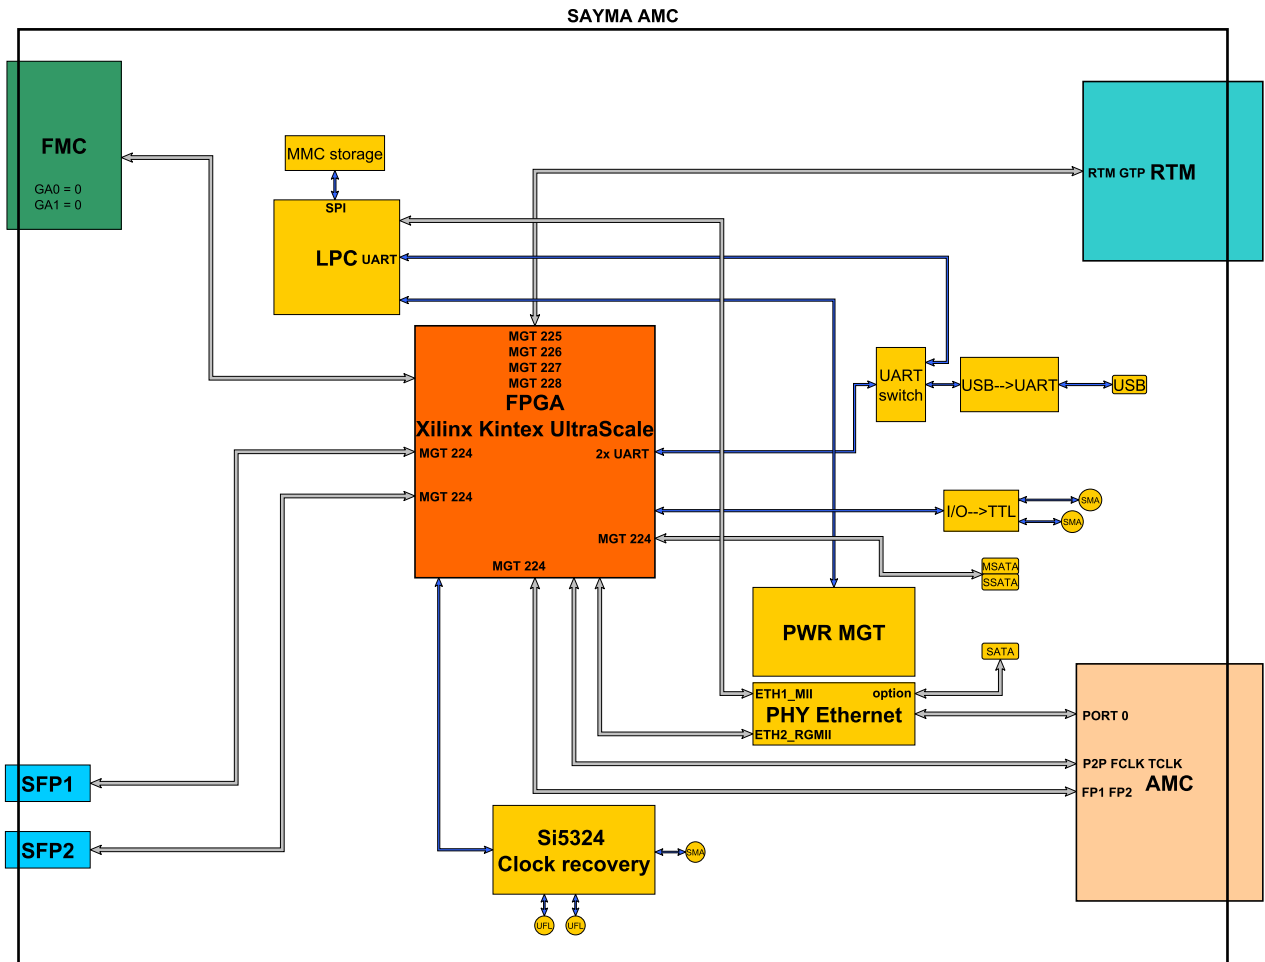 SAYMA AMC
FMC
GA0 = 0
GA1 = 0
MMC storage
SPI
LPC UART
RTM GTP RTM
MGT 225
MGT 226
MGT 227
MGT 228
FPGA
Xilinx Kintex UltraScale
MGT 224
2x UART
MGT 224
MGT 224
MGT 224
UART
switch
USB-->UART
USB
I/O-->TTL
SMA
SMA
MSATA
SSATA
PWR MGT
SATA
ETH1_MII
option
PHY Ethernet
ETH2_RGMII
PORT 0
P2P FCLK TCLK
AMC
FP1 FP2
SFP1
SFP2
Si5324
Clock recovery
SMA
UFL
UFL